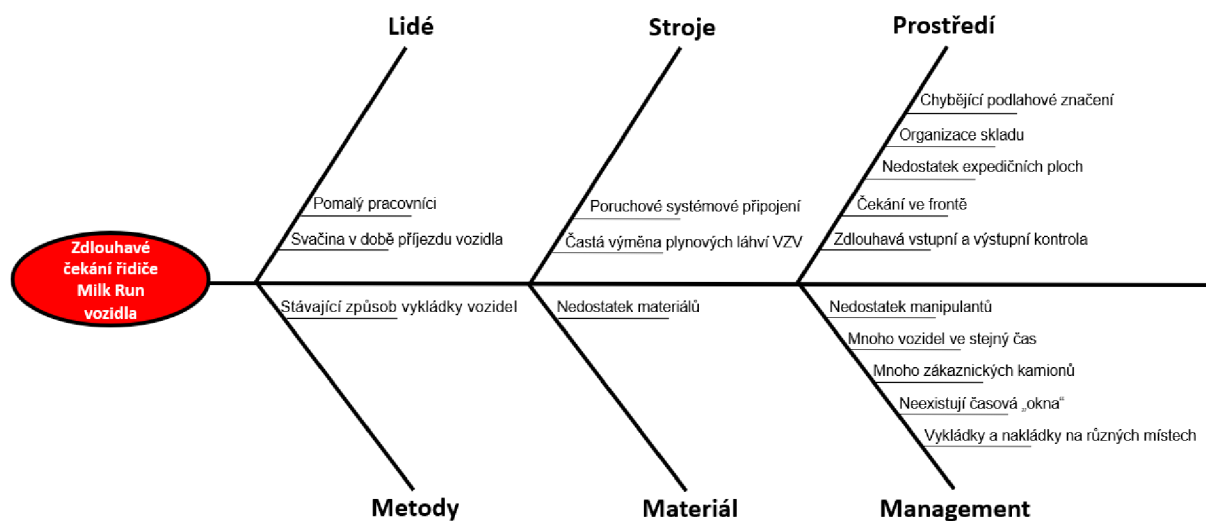 Lidé
Stroje
Prostředí
Chybějící podlahové značení
Organizace skladu
Nedostatek expedičních ploch
Pomalý pracovníci
Poruchové systémové připojení
Čekání ve frontě
Svačina v době příjezdu vozidla
Častá výměna plynových láhví VZV
Zdlouhavá vstupní a výstupní kontrola
Zdlouhavé
čekání řidiče
Milk Run
vozidla
Stávající způsob vykládky vozidel
Nedostatek materiálů
Nedostatek manipulantů
Mnoho vozidel ve stejný čas
Mnoho zákaznických kamionů
Neexistují časová „okna“
Vykládky a nakládky na různých místech
Metody
Materiál
Management